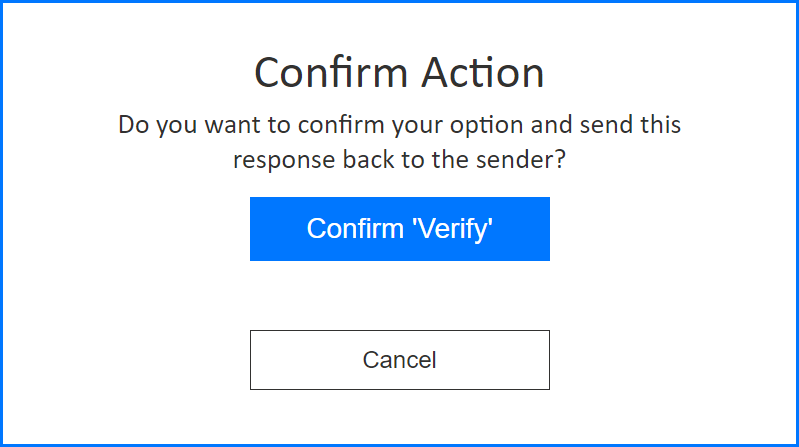 Confirm Action
Do you want to confirm your option and send this
response back to the sender?
Confirm 'Verify'
Cancel